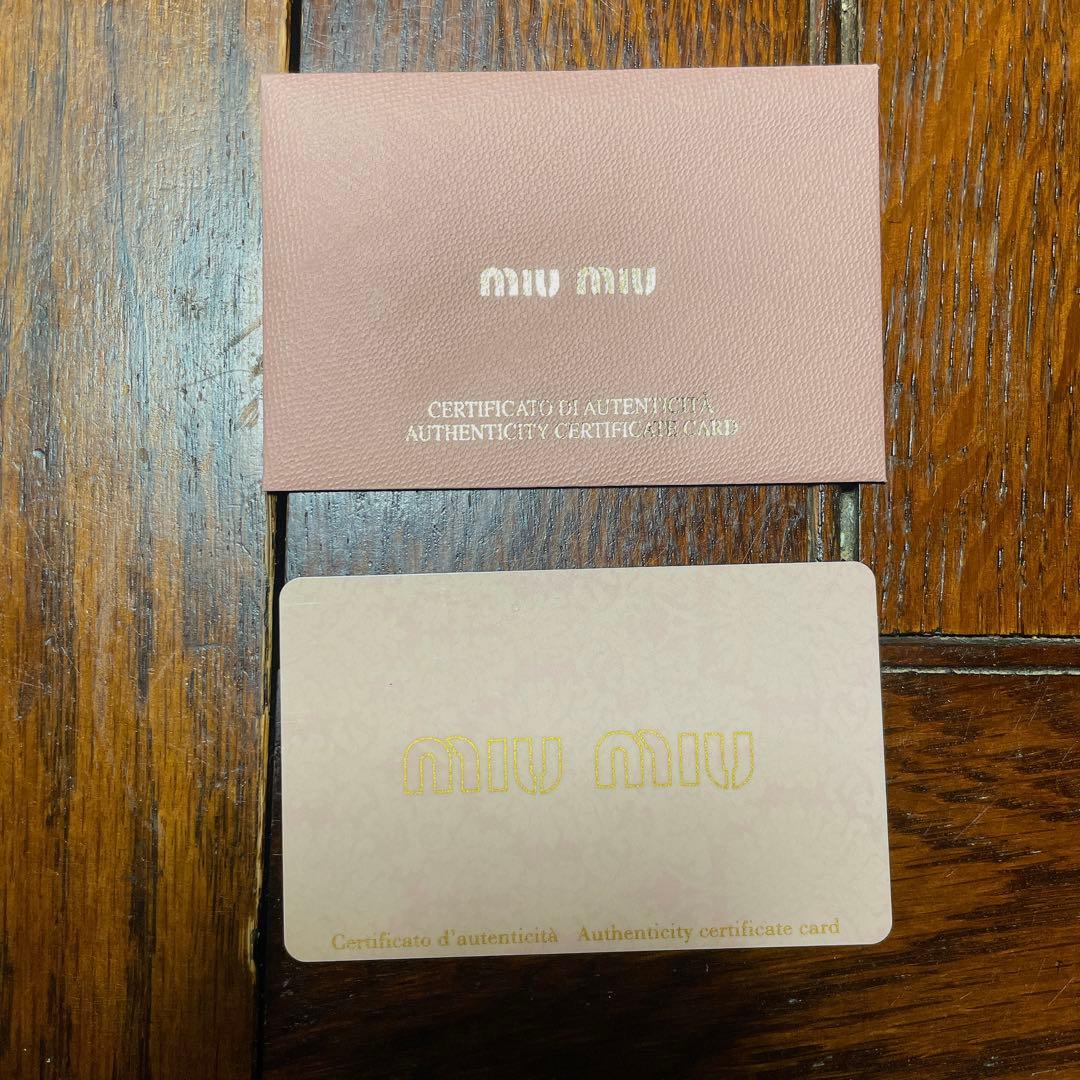 miu miu
CERTIFICATO DI AUTENTICITÀ
AUTHENTICITY CERTIFICATE CARD
miu miu
Certificato d'autenticità Authenticity certificate card